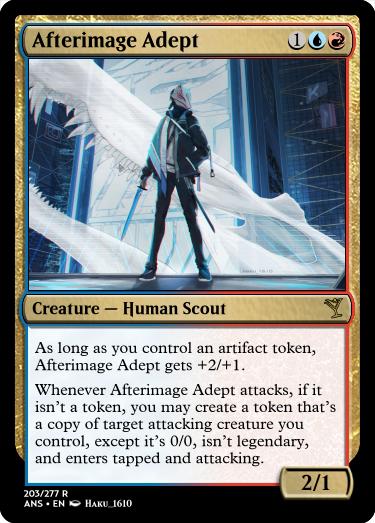 Afterimage Adept 1
Creature — Human Scout
As long as you control an artifact token,
Afterimage Adept gets +2/+1.
Whenever Afterimage Adept attacks, if it
isn't a token, you may create a token that's
a copy of target attacking creature you
control, except it's 0/0, isn't legendary,
and enters tapped and attacking.
2/1
203/277 R
ANS • EN Haku_1610